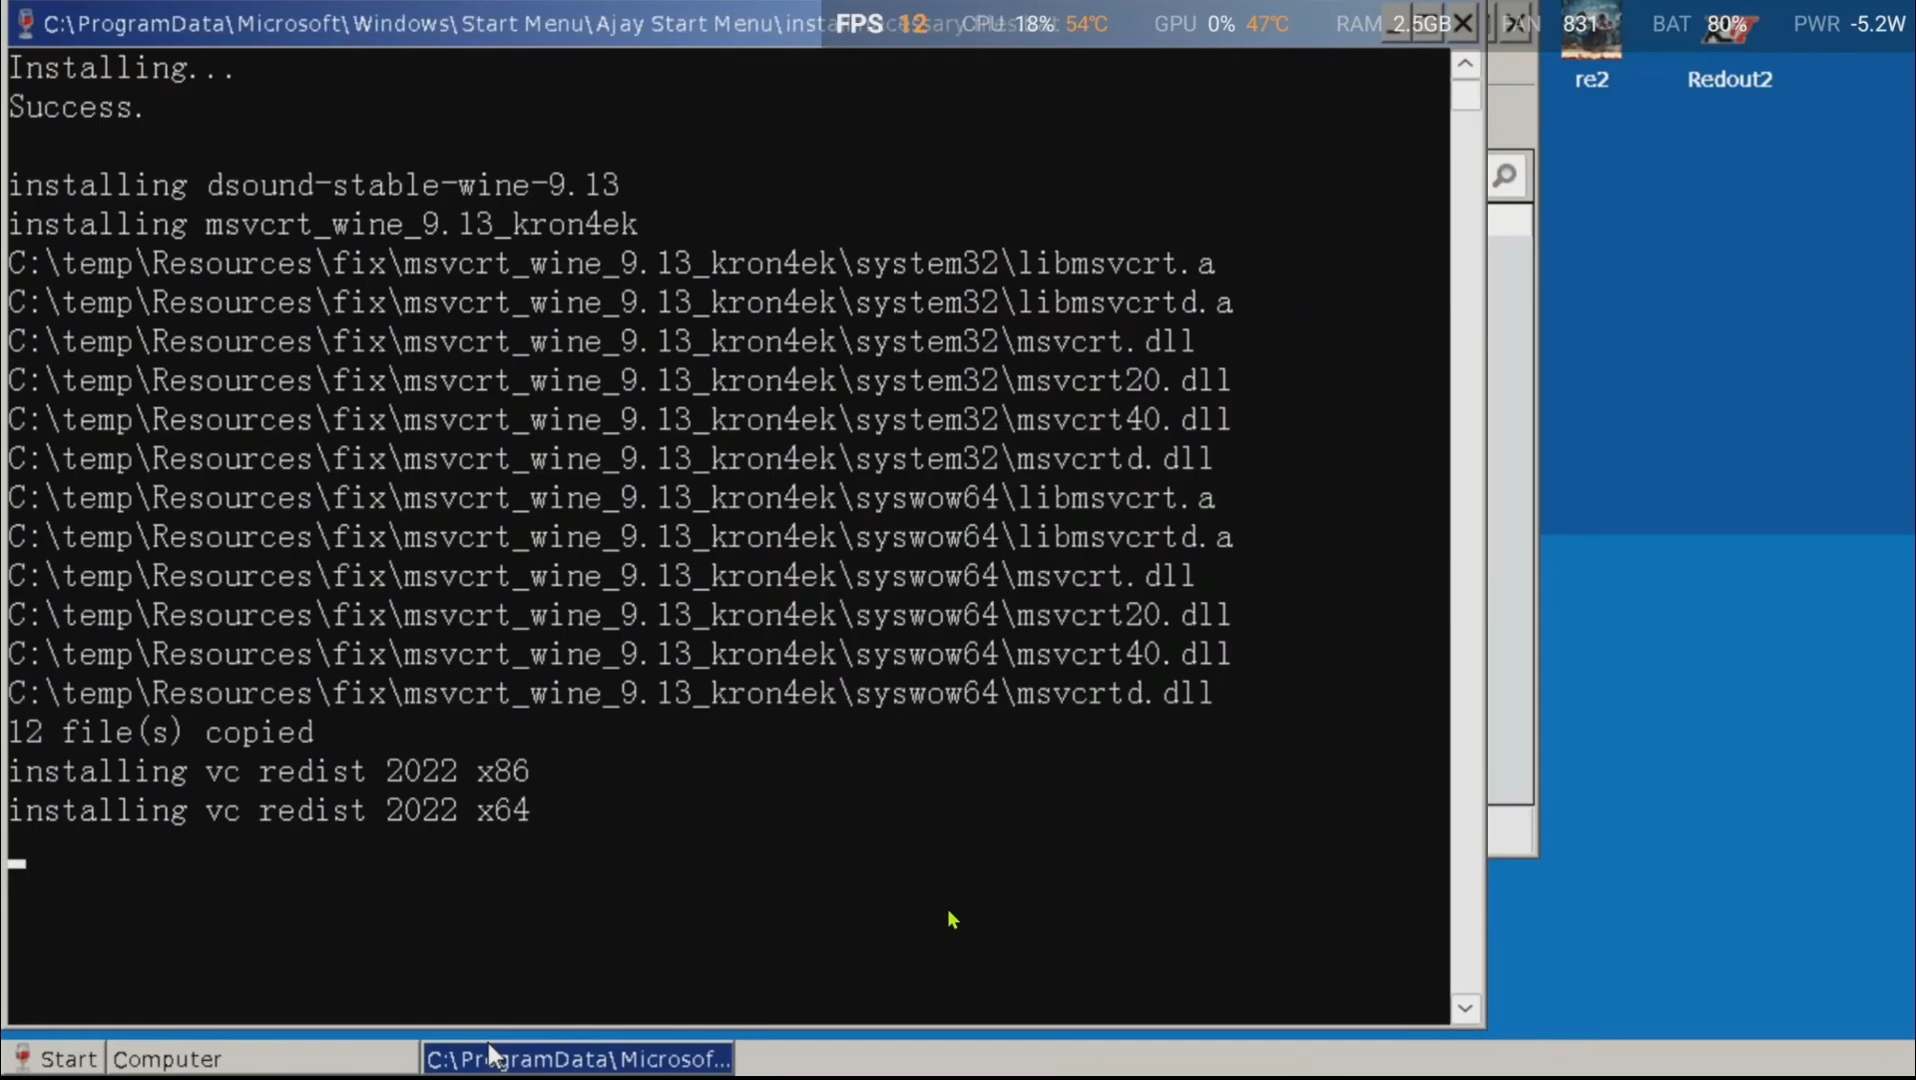 C:\ProgramData\Microsoft\Windows\Start Menu\Ajay Start Menu\inst
FPS 12 CPU 18% 54°C GPU 0% 47°C RAM 2.5GB FAN 831 BAT 80% PWR -5.2W
re2
Redout2
Installing...
Success.
installing dsound-stable-wine-9.13
installing msvcrt_wine_9.13_kron4ek
C:\temp\Resources\fix\msvcrt_wine_9.13_kron4ek\system32\libmsvcrt.a
C:\temp\Resources\fix\msvcrt_wine_9.13_kron4ek\system32\libmsvcrtd.a
C:\temp\Resources\fix\msvcrt_wine_9.13_kron4ek\system32\msvcrt.dll
C:\temp\Resources\fix\msvcrt_wine_9.13_kron4ek\system32\msvcrt20.dll
C:\temp\Resources\fix\msvcrt_wine_9.13_kron4ek\system32\msvcrt40.dll
C:\temp\Resources\fix\msvcrt_wine_9.13_kron4ek\system32\msvcrtd.dll
C:\temp\Resources\fix\msvcrt_wine_9.13_kron4ek\syswow64\libmsvcrt.a
C:\temp\Resources\fix\msvcrt_wine_9.13_kron4ek\syswow64\libmsvcrtd.a
C:\temp\Resources\fix\msvcrt_wine_9.13_kron4ek\syswow64\msvcrt.dll
C:\temp\Resources\fix\msvcrt_wine_9.13_kron4ek\syswow64\msvcrt20.dll
C:\temp\Resources\fix\msvcrt_wine_9.13_kron4ek\syswow64\msvcrt40.dll
C:\temp\Resources\fix\msvcrt_wine_9.13_kron4ek\syswow64\msvcrtd.dll
12 file(s) copied
installing vc redist 2022 x86
installing vc redist 2022 x64
Start
Computer
C:\ProgramData\Microsof...